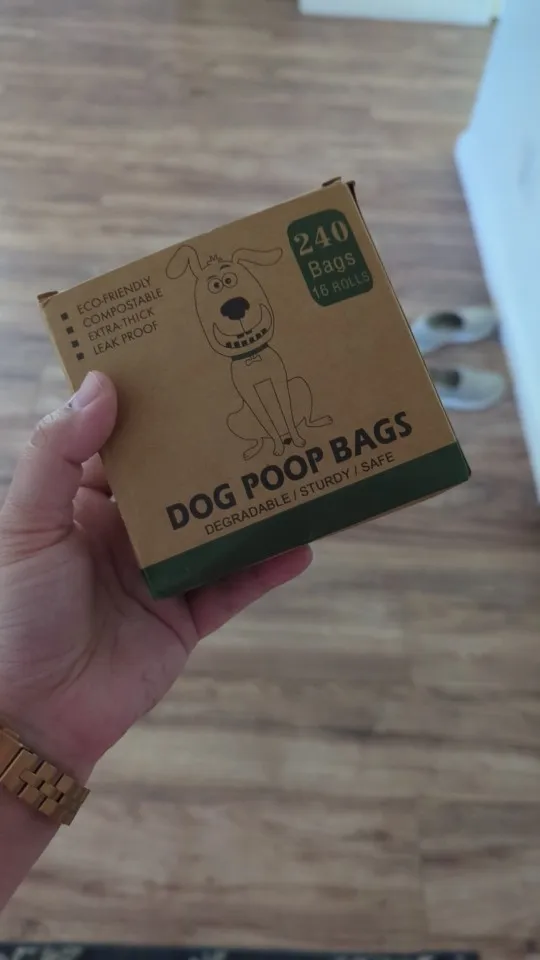 ECO-FRIENDLY
COMPOSTABLE
EXTRA-THICK
LEAK PROOF
240
Bags
16 ROLLS
DOG POOP BAGS
DEGRADABLE / STURDY / SAFE